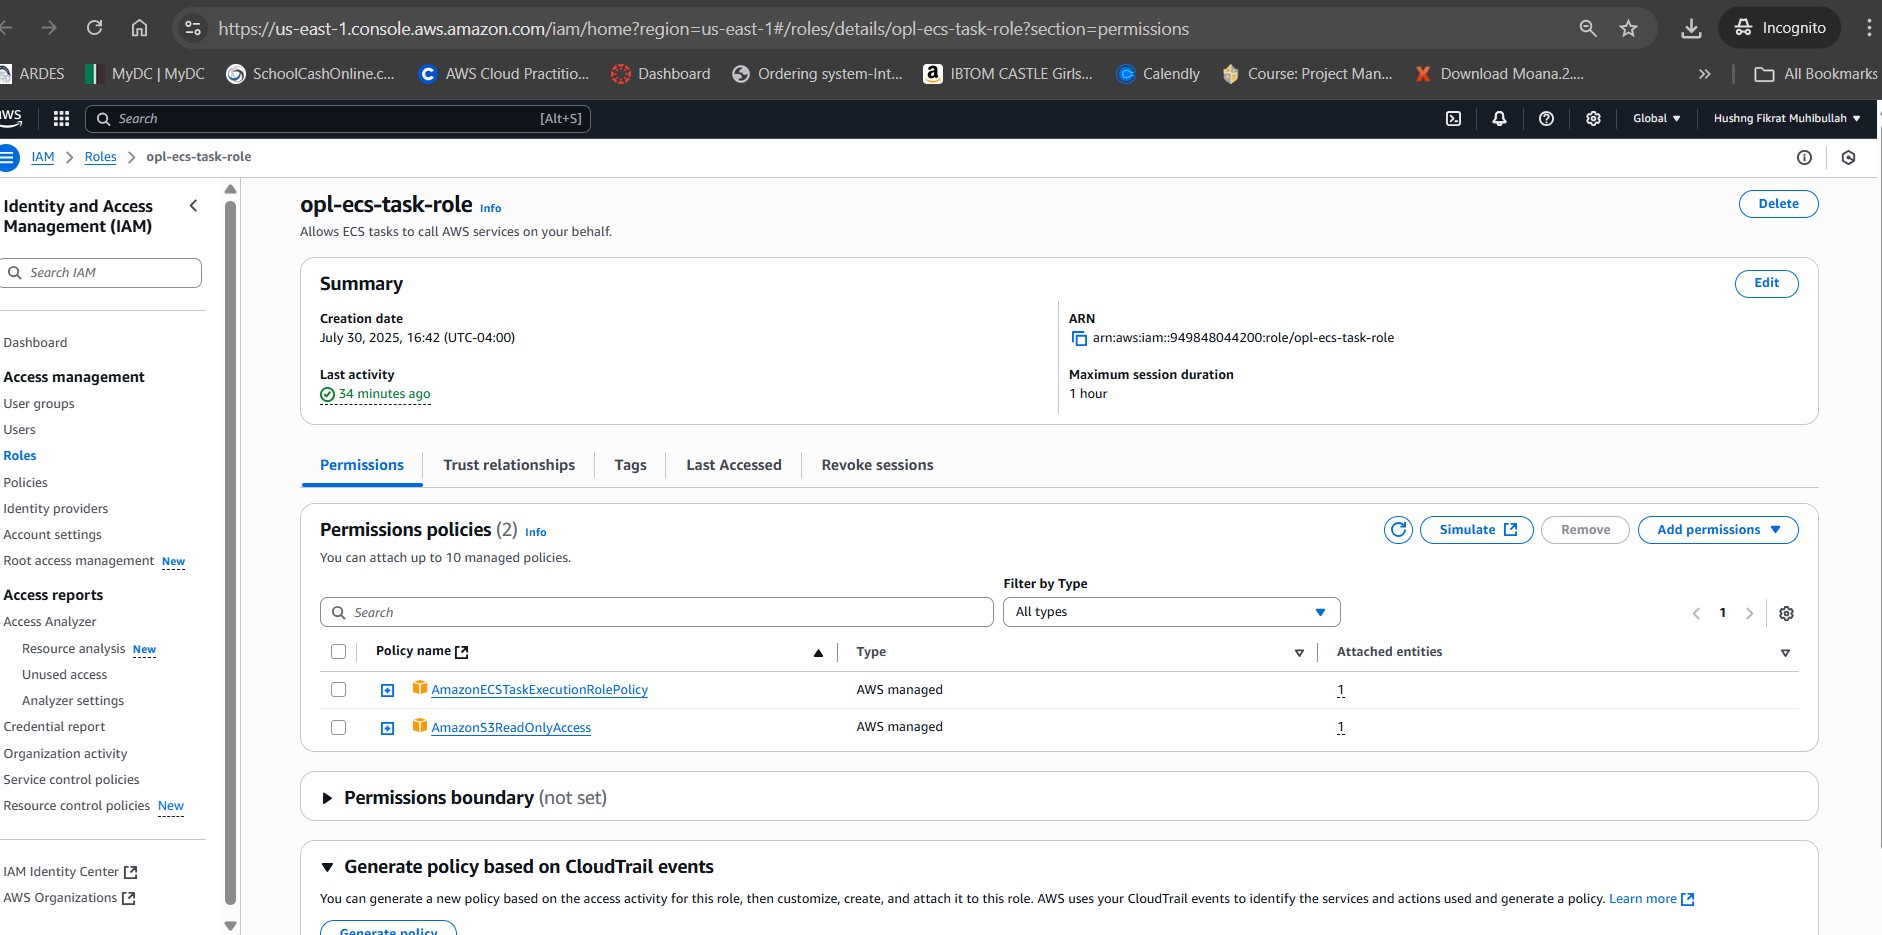 https://us-east-1.console.aws.amazon.com/iam/home?region=us-east-1#/roles/details/opl-ecs-task-role?section=permissions
Incognito
ARDES
MyDC | MyDC
SchoolCashOnline.c...
AWS Cloud Practitio...
Dashboard
Ordering system-Int...
IBTOM CASTLE Girls...
Calendly
Course: Project Man...
Download Moana.2....
All Bookmarks
aws
Search
[Alt+S]
Global
Hushng Fikrat Muhibullah
IAM
Roles
opl-ecs-task-role
Identity and Access
Management (IAM)
Search IAM
Dashboard
Access management
User groups
Users
Roles
Policies
Identity providers
Account settings
Root access management New
Access reports
Access Analyzer
Resource analysis New
Unused access
Analyzer settings
Credential report
Organization activity
Service control policies
Resource control policies New
IAM Identity Center
AWS Organizations
opl-ecs-task-role Info
Delete
Allows ECS tasks to call AWS services on your behalf.
Summary
Edit
Creation date
July 30, 2025, 16:42 (UTC-04:00)
ARN
arn:aws:iam::949848044200:role/opl-ecs-task-role
Last activity
34 minutes ago
Maximum session duration
1 hour
Permissions
Trust relationships
Tags
Last Accessed
Revoke sessions
Permissions policies (2) Info
Simulate
Remove
Add permissions
You can attach up to 10 managed policies.
Filter by Type
Search
All types
1
Policy name
Type
Attached entities
AmazonECSTaskExecutionRolePolicy
AWS managed
1
AmazonS3ReadOnlyAccess
AWS managed
1
Permissions boundary (not set)
Generate policy based on CloudTrail events
You can generate a new policy based on the access activity for this role, then customize, create, and attach it to this role. AWS uses your CloudTrail events to identify the services and actions used and generate a policy. Learn more
Generate policy